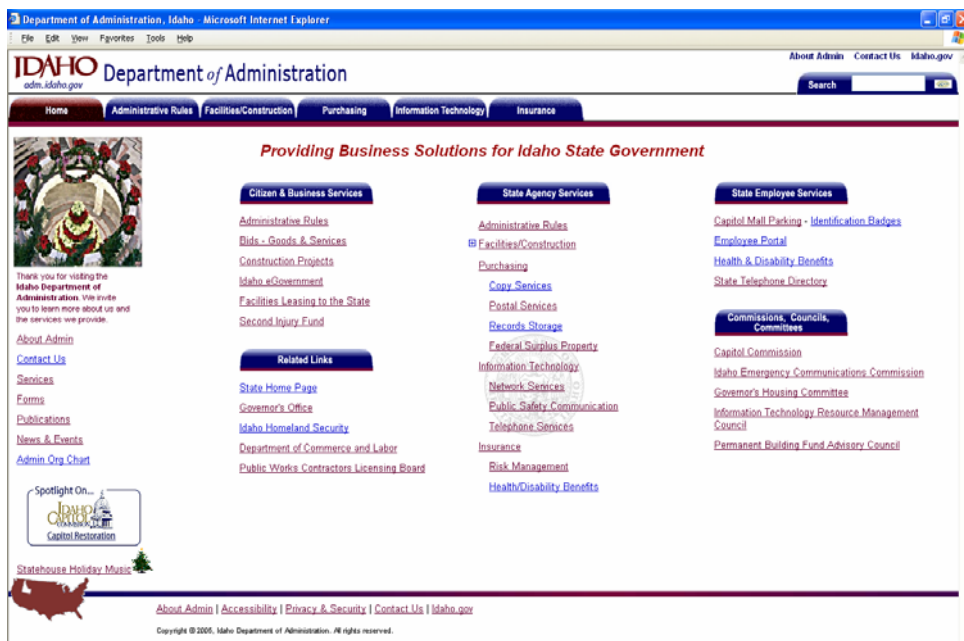 Department of Administration, Idaho - Microsoft Internet Explorer
File Edit View Favorites Tools Help
IDAHO Department of Administration
adm.idaho.gov
About Admin Contact Us Idaho.gov
Search
Home Administrative Rules Facilities/Construction Purchasing Information Technology Insurance
Providing Business Solutions for Idaho State Government
Thank you for visiting the
Idaho Department of
Administration. We invite
you to learn more about us and
the services we provide.
About Admin
Contact Us
Services
Forms
Publications
News & Events
Admin Org Chart
Spotlight On...
IDAHO
CAPITOL
COMMISSION
Capitol Restoration
Statehouse Holiday Music
Citizen & Business Services
Administrative Rules
Bids - Goods & Services
Construction Projects
Idaho eGovernment
Facilities Leasing to the State
Second Injury Fund
Related Links
State Home Page
Governor's Office
Idaho Homeland Security
Department of Commerce and Labor
Public Works Contractors Licensing Board
State Agency Services
Administrative Rules
Facilities/Construction
Purchasing
Copy Services
Postal Services
Records Storage
Federal Surplus Property
Information Technology
Network Services
Public Safety Communication
Telephone Services
Insurance
Risk Management
Health/Disability Benefits
State Employee Services
Capitol Mall Parking - Identification Badges
Employee Portal
Health & Disability Benefits
State Telephone Directory
Commissions, Councils,
Committees
Capitol Commission
Idaho Emergency Communications Commission
Governor's Housing Committee
Information Technology Resource Management
Council
Permanent Building Fund Advisory Council
About Admin | Accessibility | Privacy & Security | Contact Us | Idaho.gov
Copyright © 2005, Idaho Department of Administration. All rights reserved.